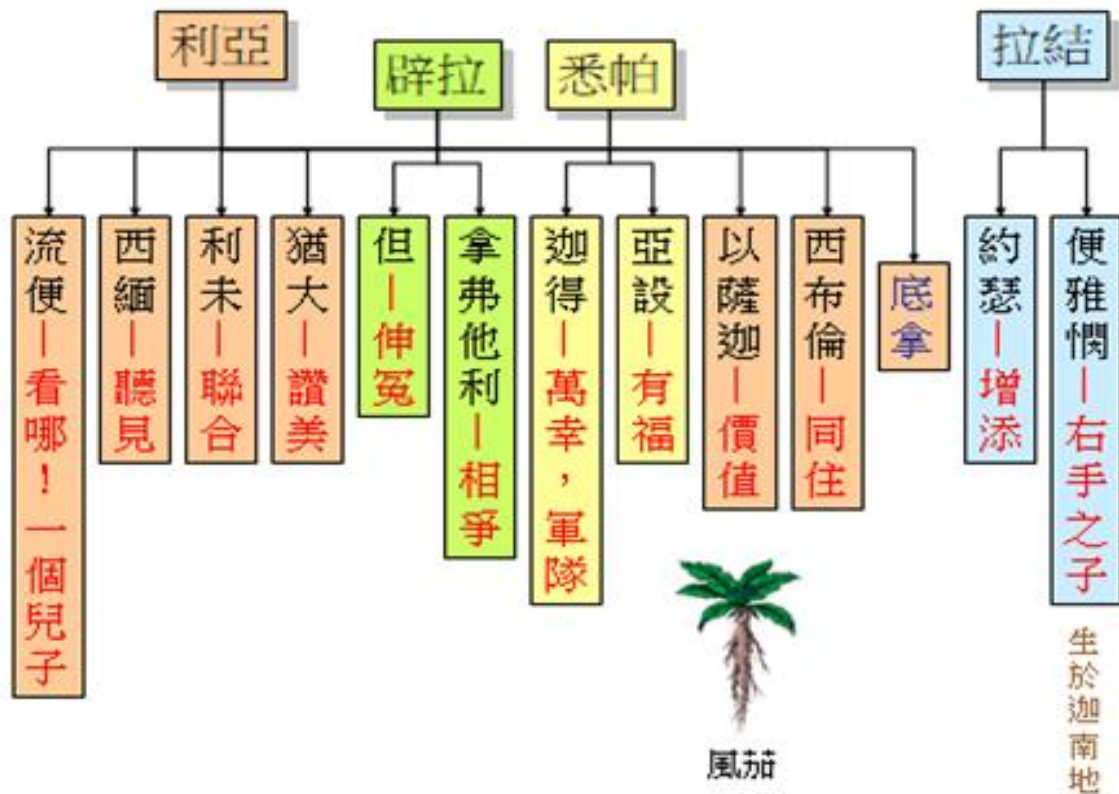 利亞
辟拉
悉帕
拉結
流便－看哪！一個兒子
西緬－聽見
利未－聯合
猶大－讚美
但－伸冤
拿弗他利－相爭
迦得－萬幸，軍隊
亞設－有福
以薩迦－價值
西布倫－同住
底拿
約瑟－增添
便雅憫－右手之子
風茄
生於迦南地